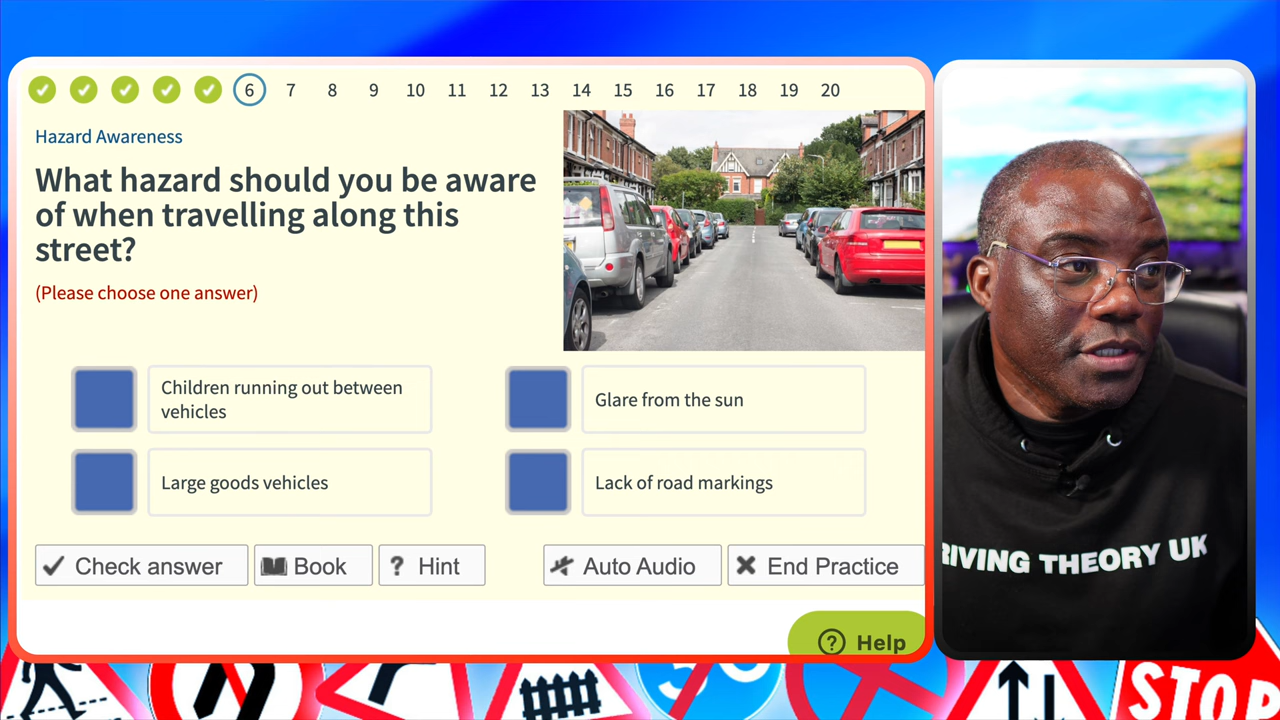 6 7 8 9 10 11 12 13 14 15 16 17 18 19 20
Hazard Awareness
What hazard should you be aware
of when travelling along this
street?
(Please choose one answer)
Children running out between
vehicles
Glare from the sun
Large goods vehicles
Lack of road markings
Check answer
Book
? Hint
Auto Audio
End Practice
? Help
RIVING THEORY UK
STOP